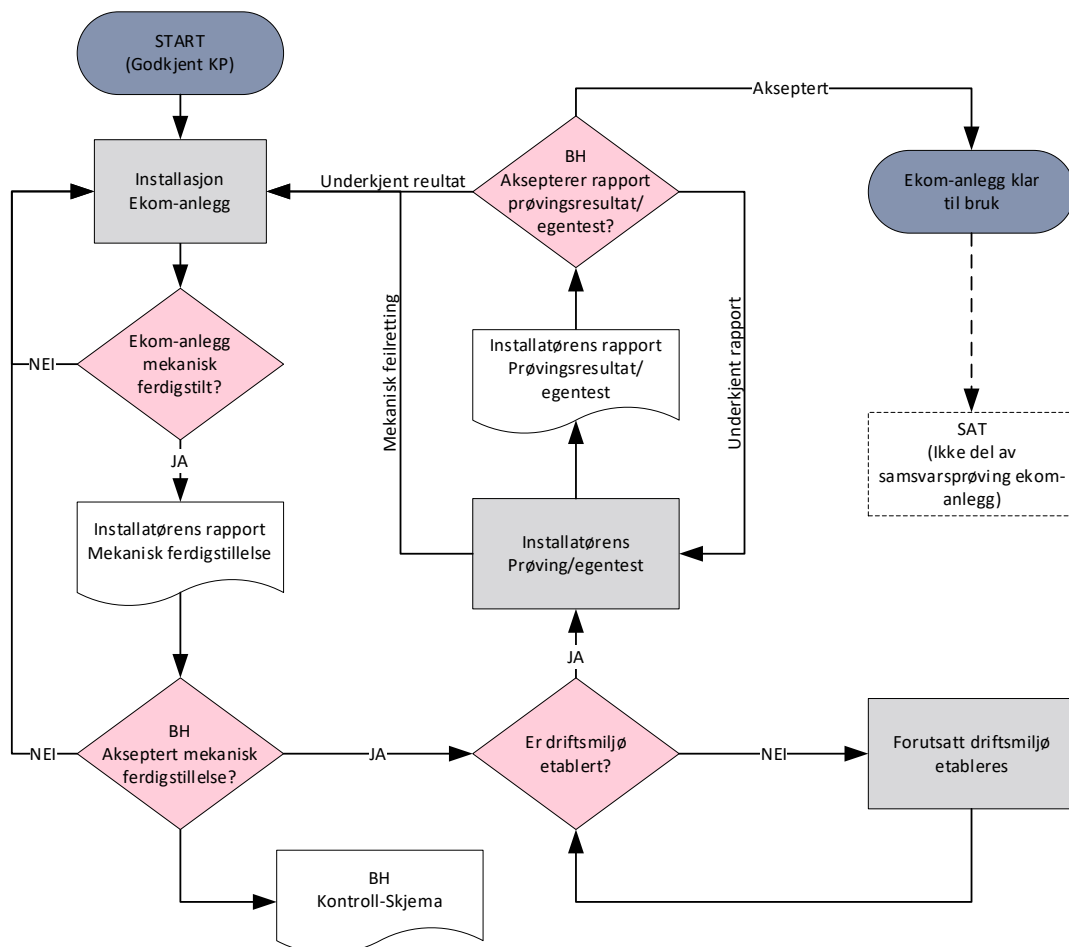 START
(Godkjent KP)
Installasjon
Ekom-anlegg
Ekom-anlegg
mekanisk
ferdigstilt?
NEI
JA
Installatørens rapport
Mekanisk ferdigstillelse
BH
Akseptert mekanisk
ferdigstillelse?
NEI
JA
BH
Kontroll-Skjema
Er driftsmiljø
etablert?
NEI
Forutsatt driftsmiljø
etableres
JA
Installatørens
Prøving/egentest
Mekanisk feilretting
Installatørens rapport
Prøvingsresultat/
egentest
BH
Aksepterer rapport
prøvingsresultat/
egentest?
Underkjent reultat
Underkjent rapport
Akseptert
Ekom-anlegg klar
til bruk
SAT
(Ikke del av
samsvarsprøving ekom-
anlegg)